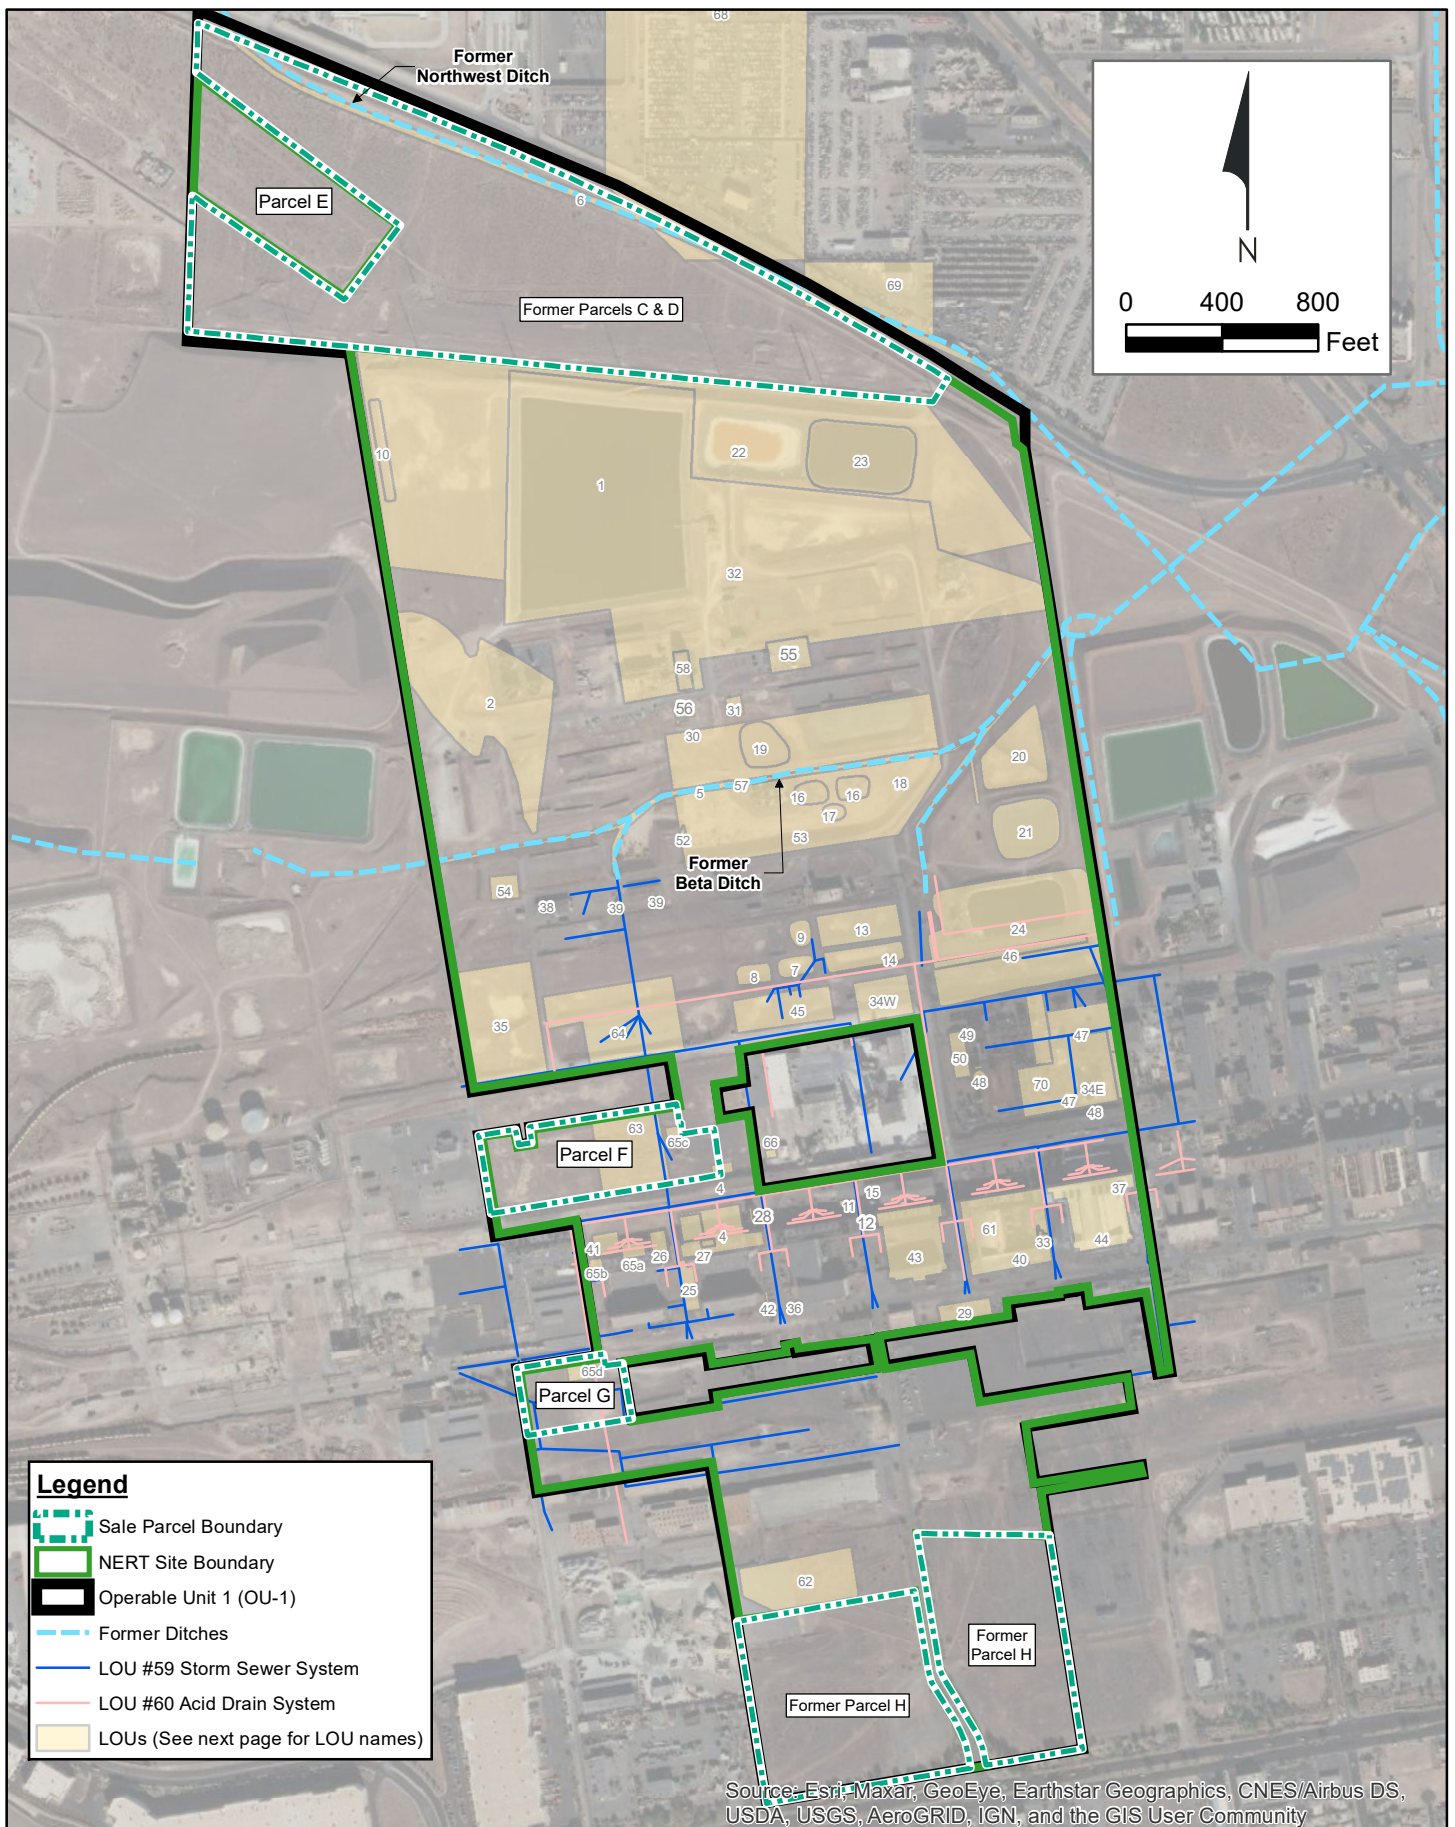 68
Former
Northwest Ditch
Parcel E
6
69
Former Parcels C & D
N
0 400 800
Feet
10
1
22
23
32
2
58
55
56
31
30
19
20
57
5
18
16
16
17
21
52
53
Former
Beta Ditch
54
38
39
39
9
13
24
46
14
8
7
34W
45
35
64
49
47
50
48
70
34E
47
48
63
65c
66
Parcel F
4
15
37
11
28
12
4
61
33
44
41
65a
26
27
43
40
65b
25
42
36
29
65d
Parcel G
62
Former
Parcel H
Former Parcel H
Legend
Sale Parcel Boundary
NERT Site Boundary
Operable Unit 1 (OU-1)
Former Ditches
LOU #59 Storm Sewer System
LOU #60 Acid Drain System
LOUs (See next page for LOU names)
Source: Esri, Maxar, GeoEye, Earthstar Geographics, CNES/Airbus DS,
USDA, USGS, AeroGRID, IGN, and the GIS User Community